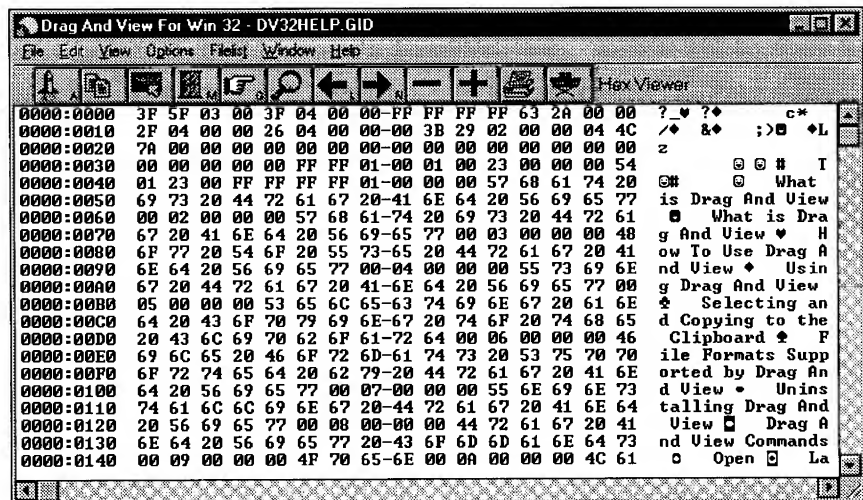 Drag And View For Win 32 - DV32HELP.GID
File Edit View Options Filelist Window Help
A M G L N Hex Viewer
0000:0000 3F 5F 03 00 3F 04 00 00-FF FF FF FF 63 2A 00 00 ?_♥ ?♦ c*
0000:0010 2F 04 00 00 26 04 00 00-00 3B 29 02 00 00 04 4C /♦ &♦ ;)☻ ♦L
0000:0020 7A 00 00 00 00 00 00 00-00 00 00 00 00 00 00 00 z
0000:0030 00 00 00 00 00 FF FF 01-00 01 00 23 00 00 00 54 ☺ ☺ # T
0000:0040 01 23 00 FF FF FF FF 01-00 00 00 57 68 61 74 20 ☺# ☺ What
0000:0050 69 73 20 44 72 61 67 20-41 6E 64 20 56 69 65 77 is Drag And View
0000:0060 00 02 00 00 00 57 68 61-74 20 69 73 20 44 72 61 ☻ What is Dra
0000:0070 67 20 41 6E 64 20 56 69-65 77 00 03 00 00 00 48 g And View ♥ H
0000:0080 6F 77 20 54 6F 20 55 73-65 20 44 72 61 67 20 41 ow To Use Drag A
0000:0090 6E 64 20 56 69 65 77 00-04 00 00 00 55 73 69 6E nd View ♦ Usin
0000:00A0 67 20 44 72 61 67 20 41-6E 64 20 56 69 65 77 00 g Drag And View
0000:00B0 05 00 00 00 53 65 6C 65-63 74 69 6E 67 20 61 6E ♣ Selecting an
0000:00C0 64 20 43 6F 70 79 69 6E-67 20 74 6F 20 74 68 65 d Copying to the
0000:00D0 20 43 6C 69 70 62 6F 61-72 64 00 06 00 00 00 46 Clipboard ♠ F
0000:00E0 69 6C 65 20 46 6F 72 6D-61 74 73 20 53 75 70 70 ile Formats Supp
0000:00F0 6F 72 74 65 64 20 62 79-20 44 72 61 67 20 41 6E orted by Drag An
0000:0100 64 20 56 69 65 77 00 07-00 00 00 55 6E 69 6E 73 d View • Unins
0000:0110 74 61 6C 6C 69 6E 67 20-44 72 61 67 20 41 6E 64 talling Drag And
0000:0120 20 56 69 65 77 00 08 00-00 00 44 72 61 67 20 41 View ◘ Drag A
0000:0130 6E 64 20 56 69 65 77 20-43 6F 6D 6D 61 6E 64 73 nd View Commands
0000:0140 00 09 00 00 00 4F 70 65-6E 00 0A 00 00 00 4C 61 ○ Open ◙ La